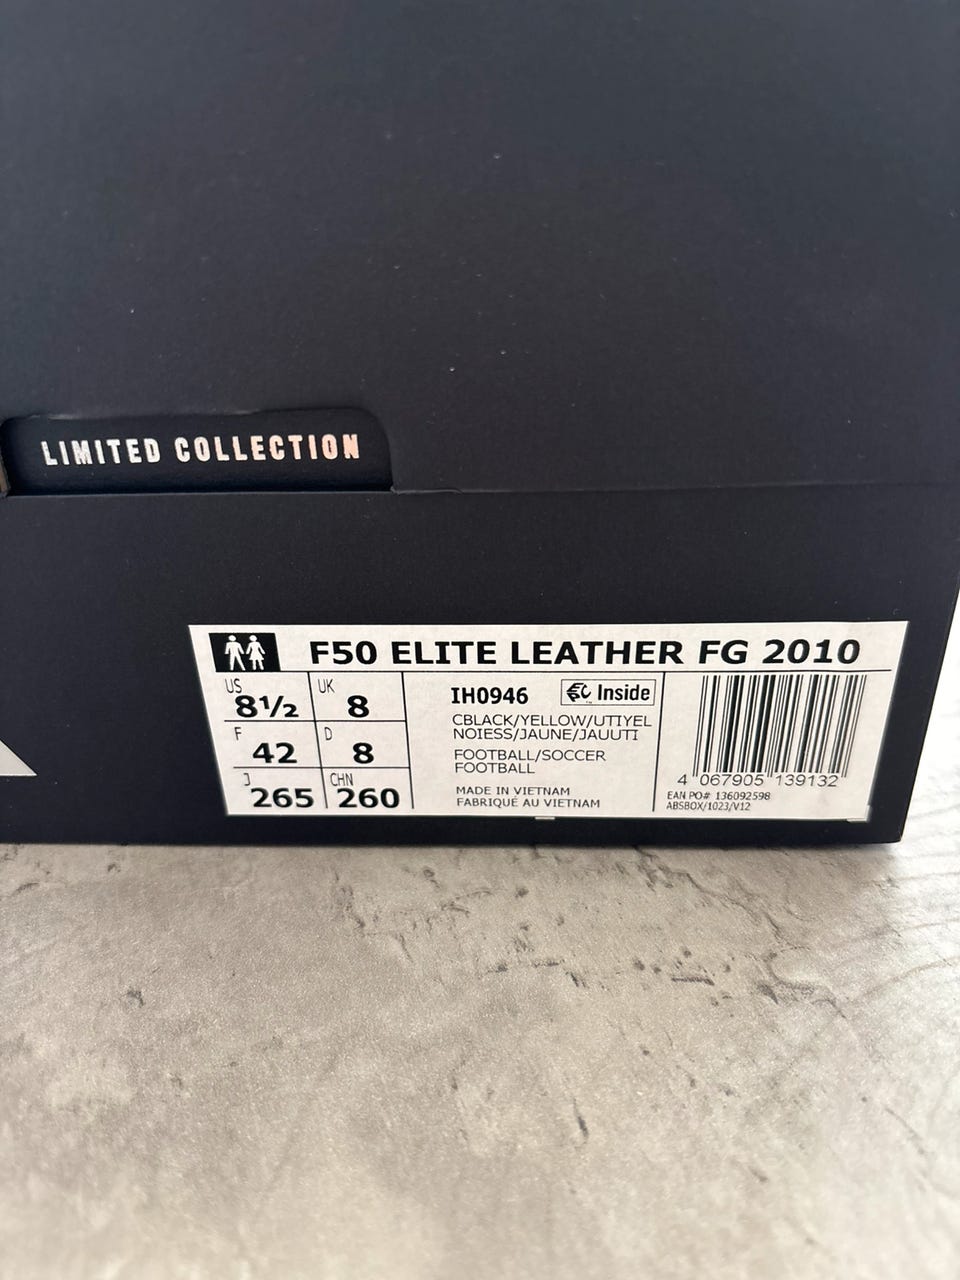 LIMITED COLLECTION
F50 ELITE LEATHER FG 2010
US 8½ UK 8
F 42 D 8
J 265 CHN 260
IH0946 Inside
CBLACK/YELLOW/UTIYEL
NOIESS/JAUNE/JAUUTI
FOOTBALL/SOCCER
FOOTBALL
MADE IN VIETNAM
FABRIQUÉ AU VIETNAM
4 067905 139132
EAN PO# 136092598
ABSBOX/1023/V12